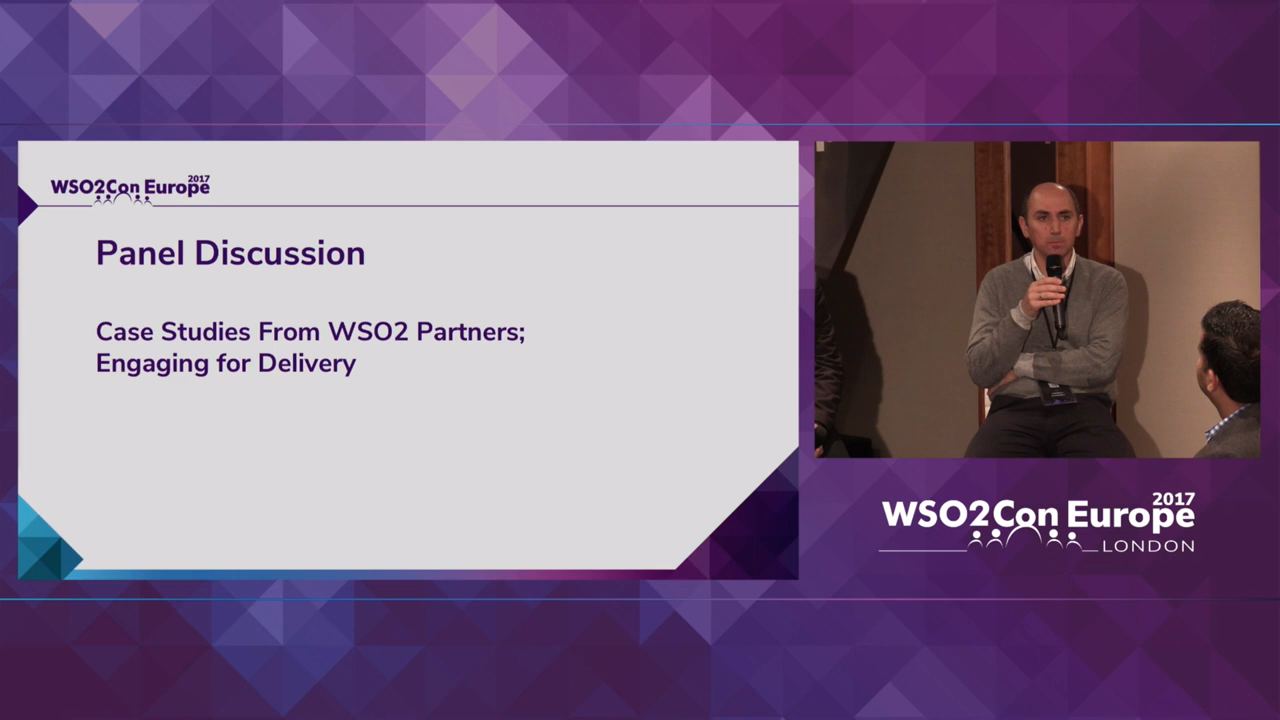 WSO2Con Europe 2017
Panel Discussion
Case Studies From WSO2 Partners;
Engaging for Delivery
WSO2Con Europe 2017
LONDON